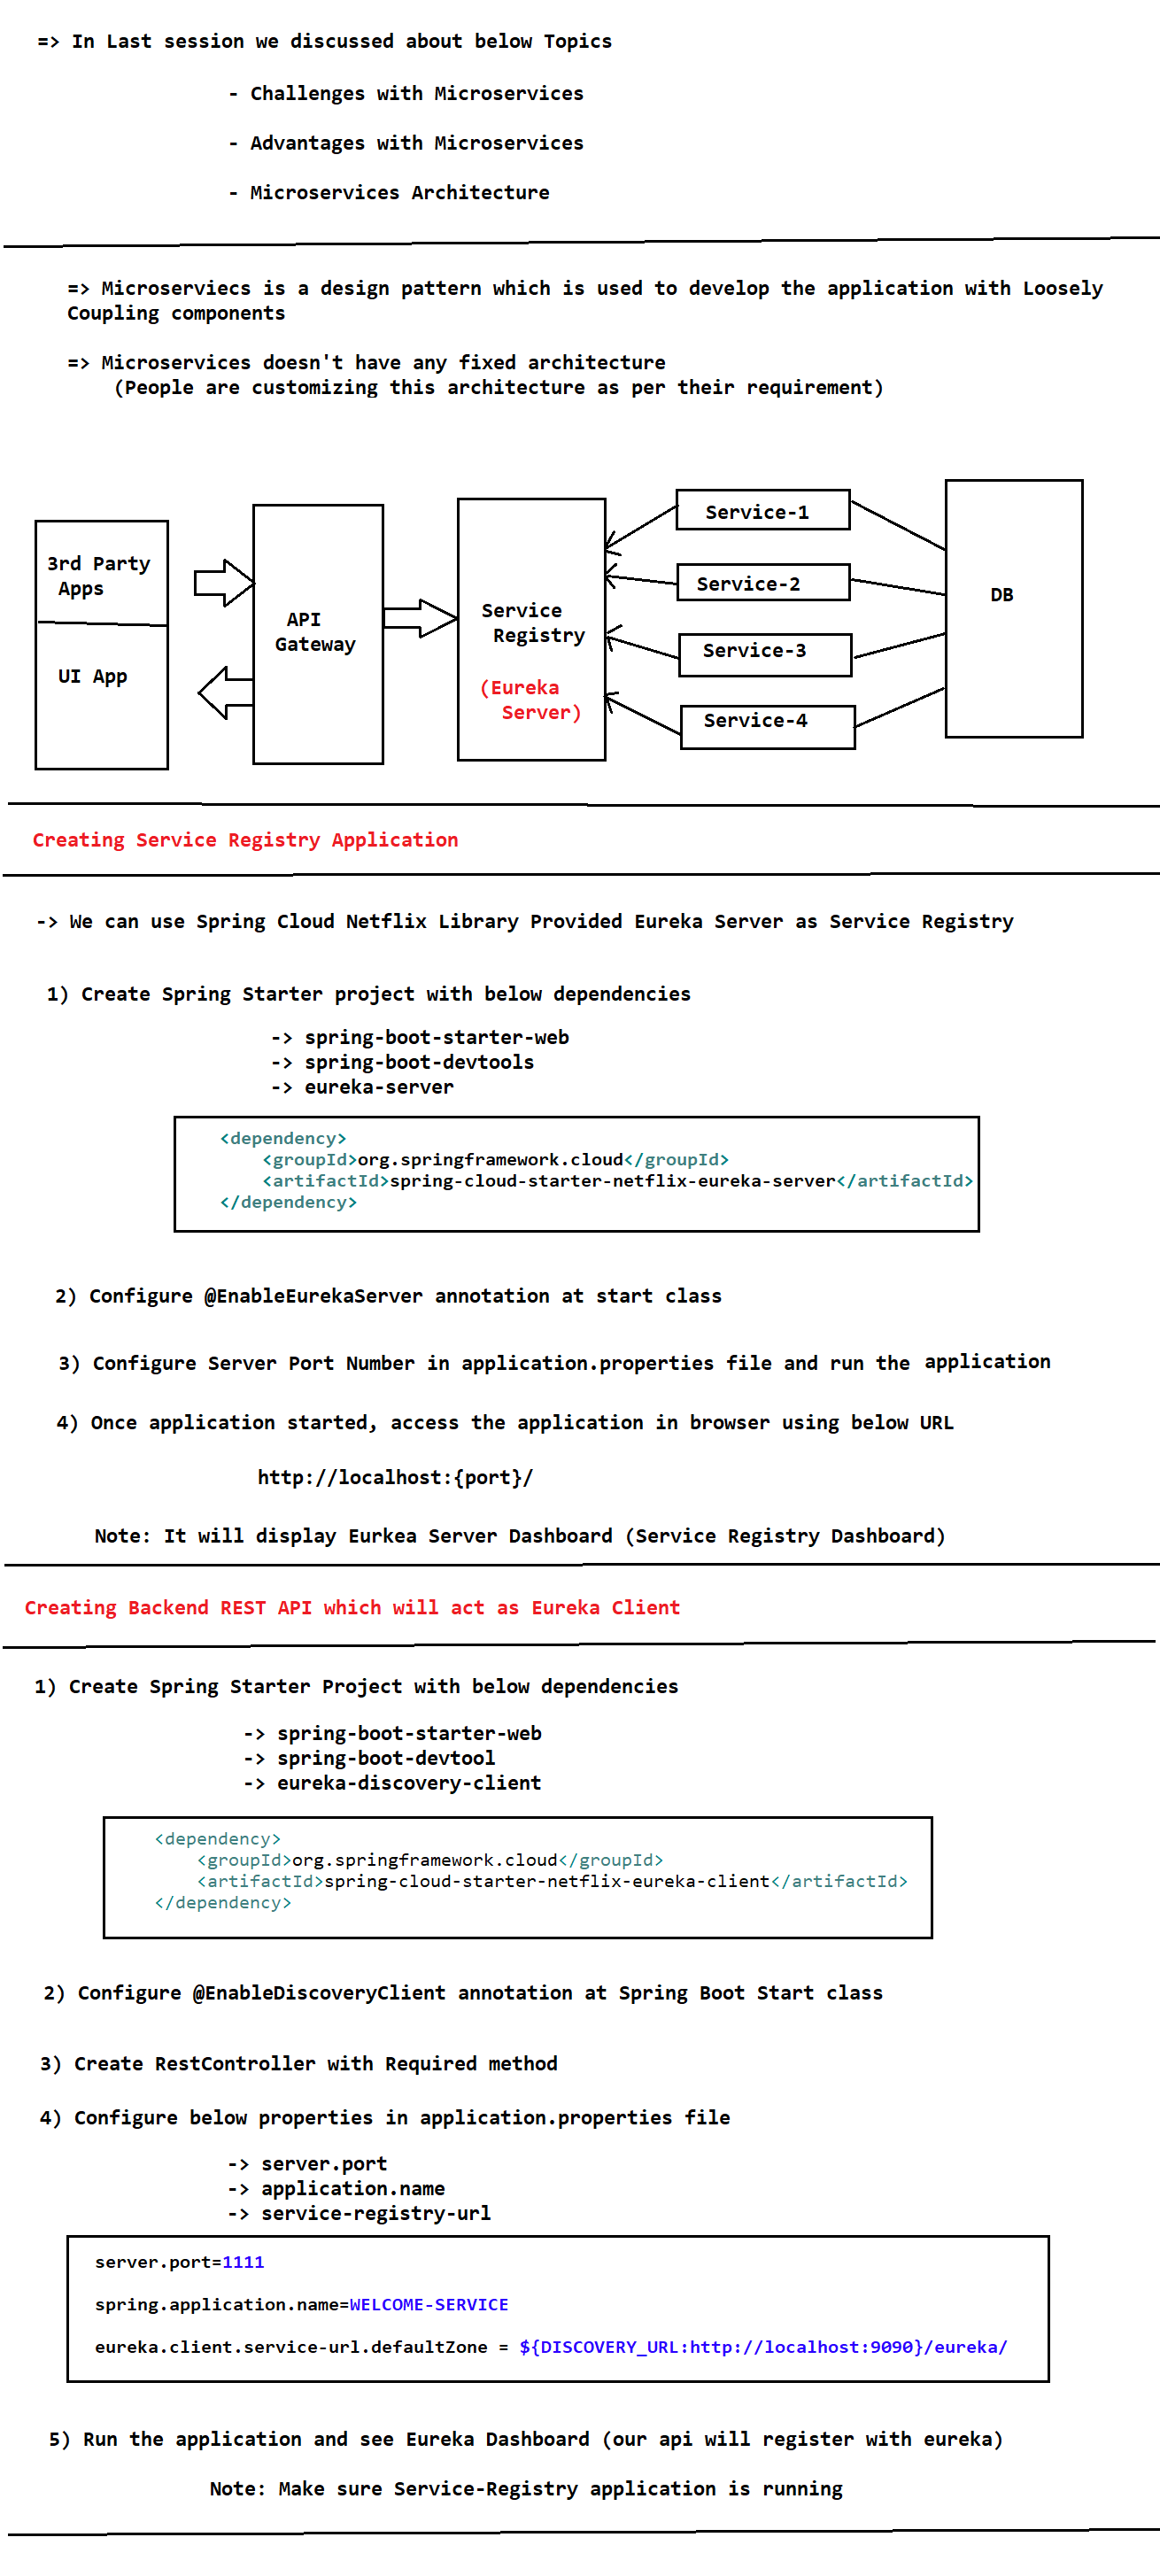 => In Last session we discussed about below Topics
- Challenges with Microservices
- Advantages with Microservices
- Microservices Architecture
=> Microserviecs is a design pattern which is used to develop the application with Loosely
Coupling components
=> Microservices doesn't have any fixed architecture
(People are customizing this architecture as per their requirement)
3rd Party
Apps
UI App
API
Gateway
Service
Registry
(Eureka
Server)
Service-1
Service-2
Service-3
Service-4
DB
Creating Service Registry Application
-> We can use Spring Cloud Netflix Library Provided Eureka Server as Service Registry
1) Create Spring Starter project with below dependencies
-> spring-boot-starter-web
-> spring-boot-devtools
-> eureka-server
<dependency>
<groupId>org.springframework.cloud</groupId>
<artifactId>spring-cloud-starter-netflix-eureka-server</artifactId>
</dependency>
2) Configure @EnableEurekaServer annotation at start class
3) Configure Server Port Number in application.properties file and run the application
4) Once application started, access the application in browser using below URL
http://localhost:{port}/
Note: It will display Eurkea Server Dashboard (Service Registry Dashboard)
Creating Backend REST API which will act as Eureka Client
1) Create Spring Starter Project with below dependencies
-> spring-boot-starter-web
-> spring-boot-devtool
-> eureka-discovery-client
<dependency>
<groupId>org.springframework.cloud</groupId>
<artifactId>spring-cloud-starter-netflix-eureka-client</artifactId>
</dependency>
2) Configure @EnableDiscoveryClient annotation at Spring Boot Start class
3) Create RestController with Required method
4) Configure below properties in application.properties file
-> server.port
-> application.name
-> service-registry-url
server.port=1111
spring.application.name=WELCOME-SERVICE
eureka.client.service-url.defaultZone = ${DISCOVERY_URL:http://localhost:9090}/eureka/
5) Run the application and see Eureka Dashboard (our api will register with eureka)
Note: Make sure Service-Registry application is running